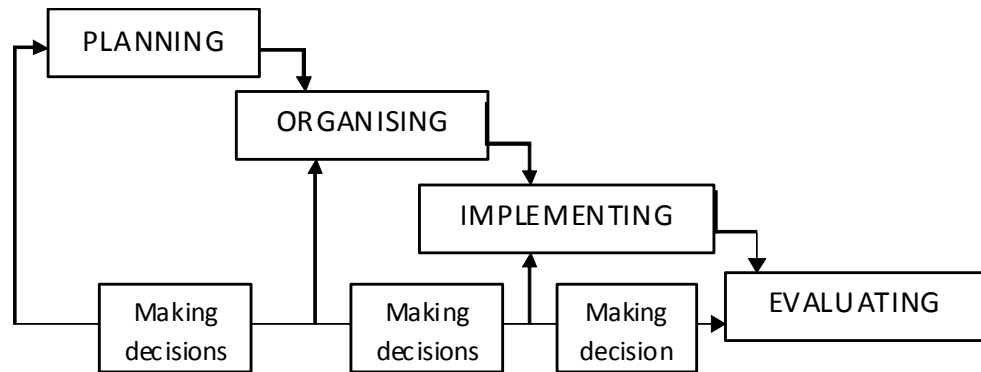 PLANNING
ORGANISING
IMPLEMENTING
EVALUATING
Making
decisions
Making
decisions
Making
decision